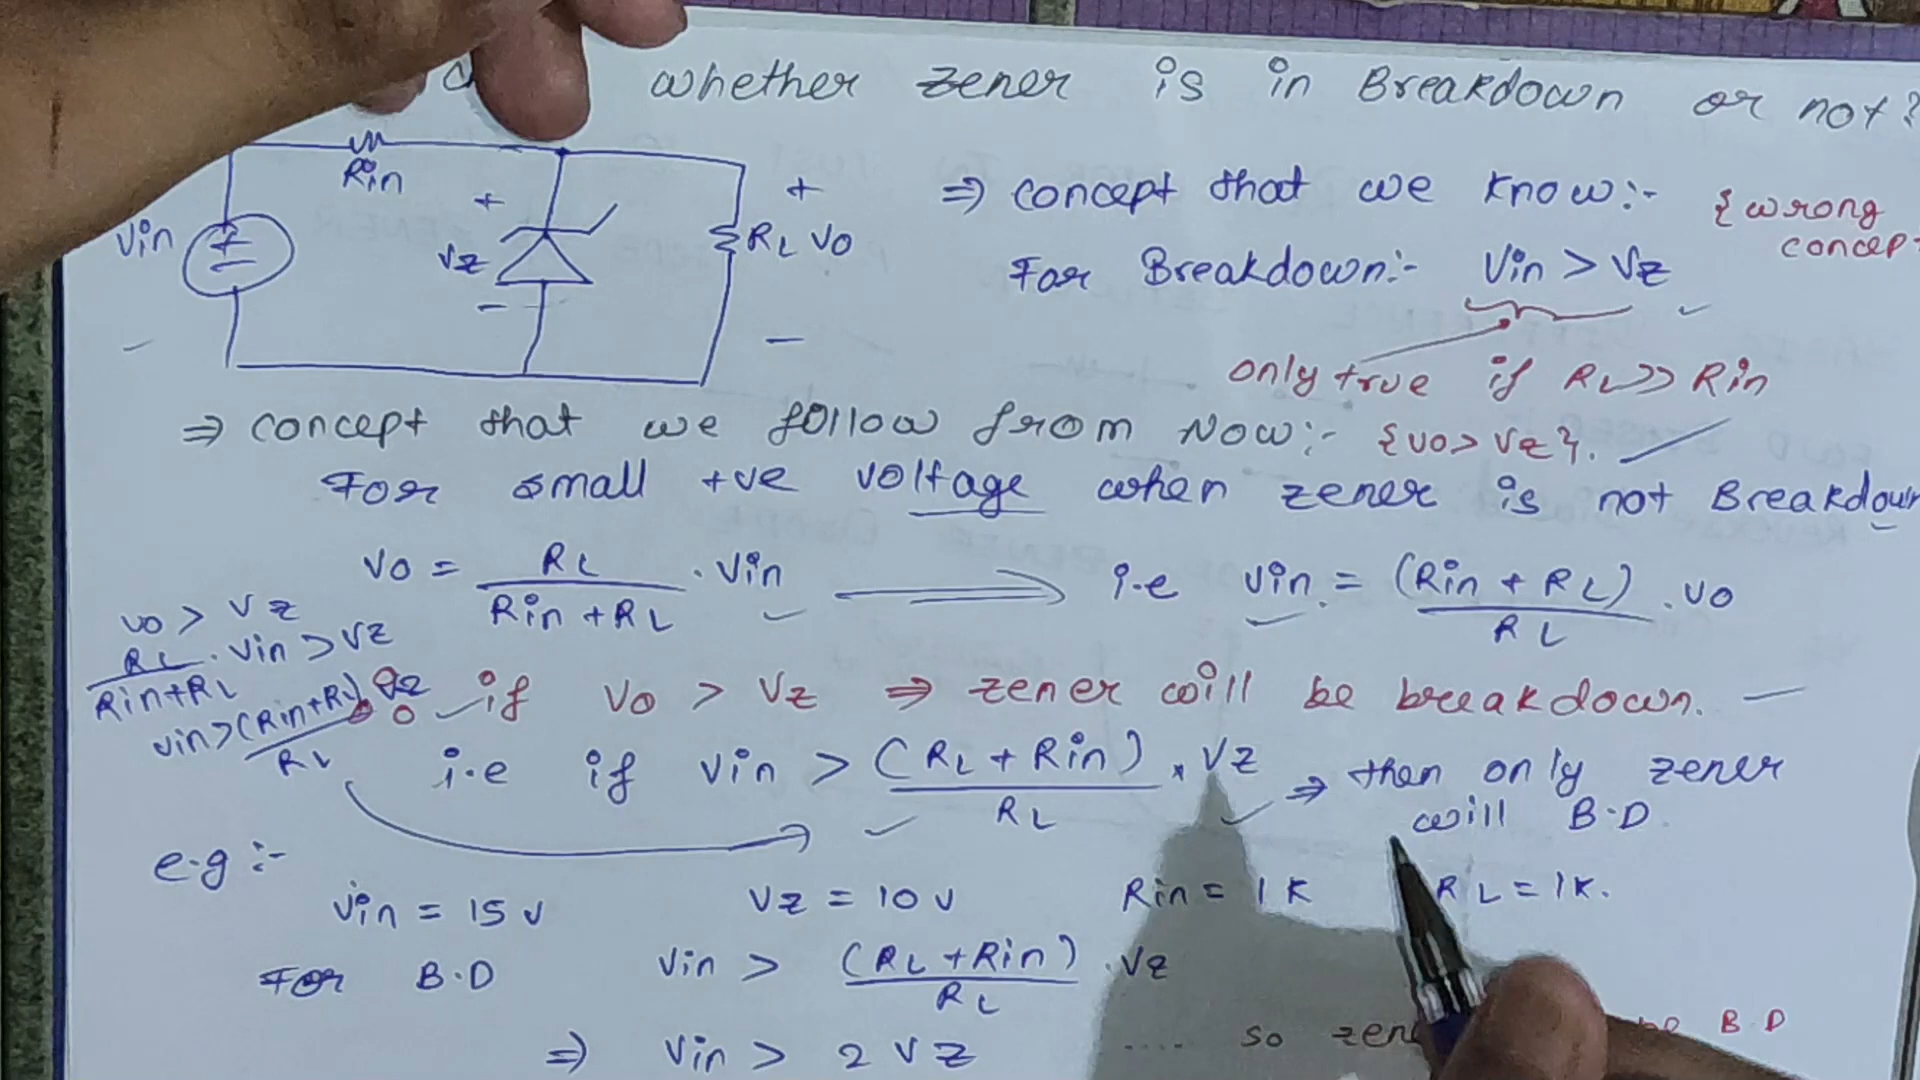 whether zener is in Breakdown or not?
Rin
Vin
+
Vz
-
+
RL Vo
-
⇒ concept that we know:- {wrong concept
For Breakdown:- Vin > Vz
only true if RL >> Rin
⇒ concept that we follow from Now:- {Vo > Vz}.
For small +ve voltage when zener is not Breakdown
Vo = RL / (Rin + RL) . Vin ⟹ i.e Vin = (Rin + RL) / RL . Vo
Vo > Vz
RL / (Rin+RL) . Vin > Vz
Vin > (Rin+RL) / RL Vz
if Vo > Vz ⇒ zener will be breakdown.
i.e if Vin > (RL + Rin) / RL * Vz ⇒ then only zener
will B.D.
e.g :-
Vin = 15 V Vz = 10 V Rin = 1 K RL = 1K.
For B.D Vin > (RL + Rin) / RL . Vz
⇒ Vin > 2 Vz .... so B.D